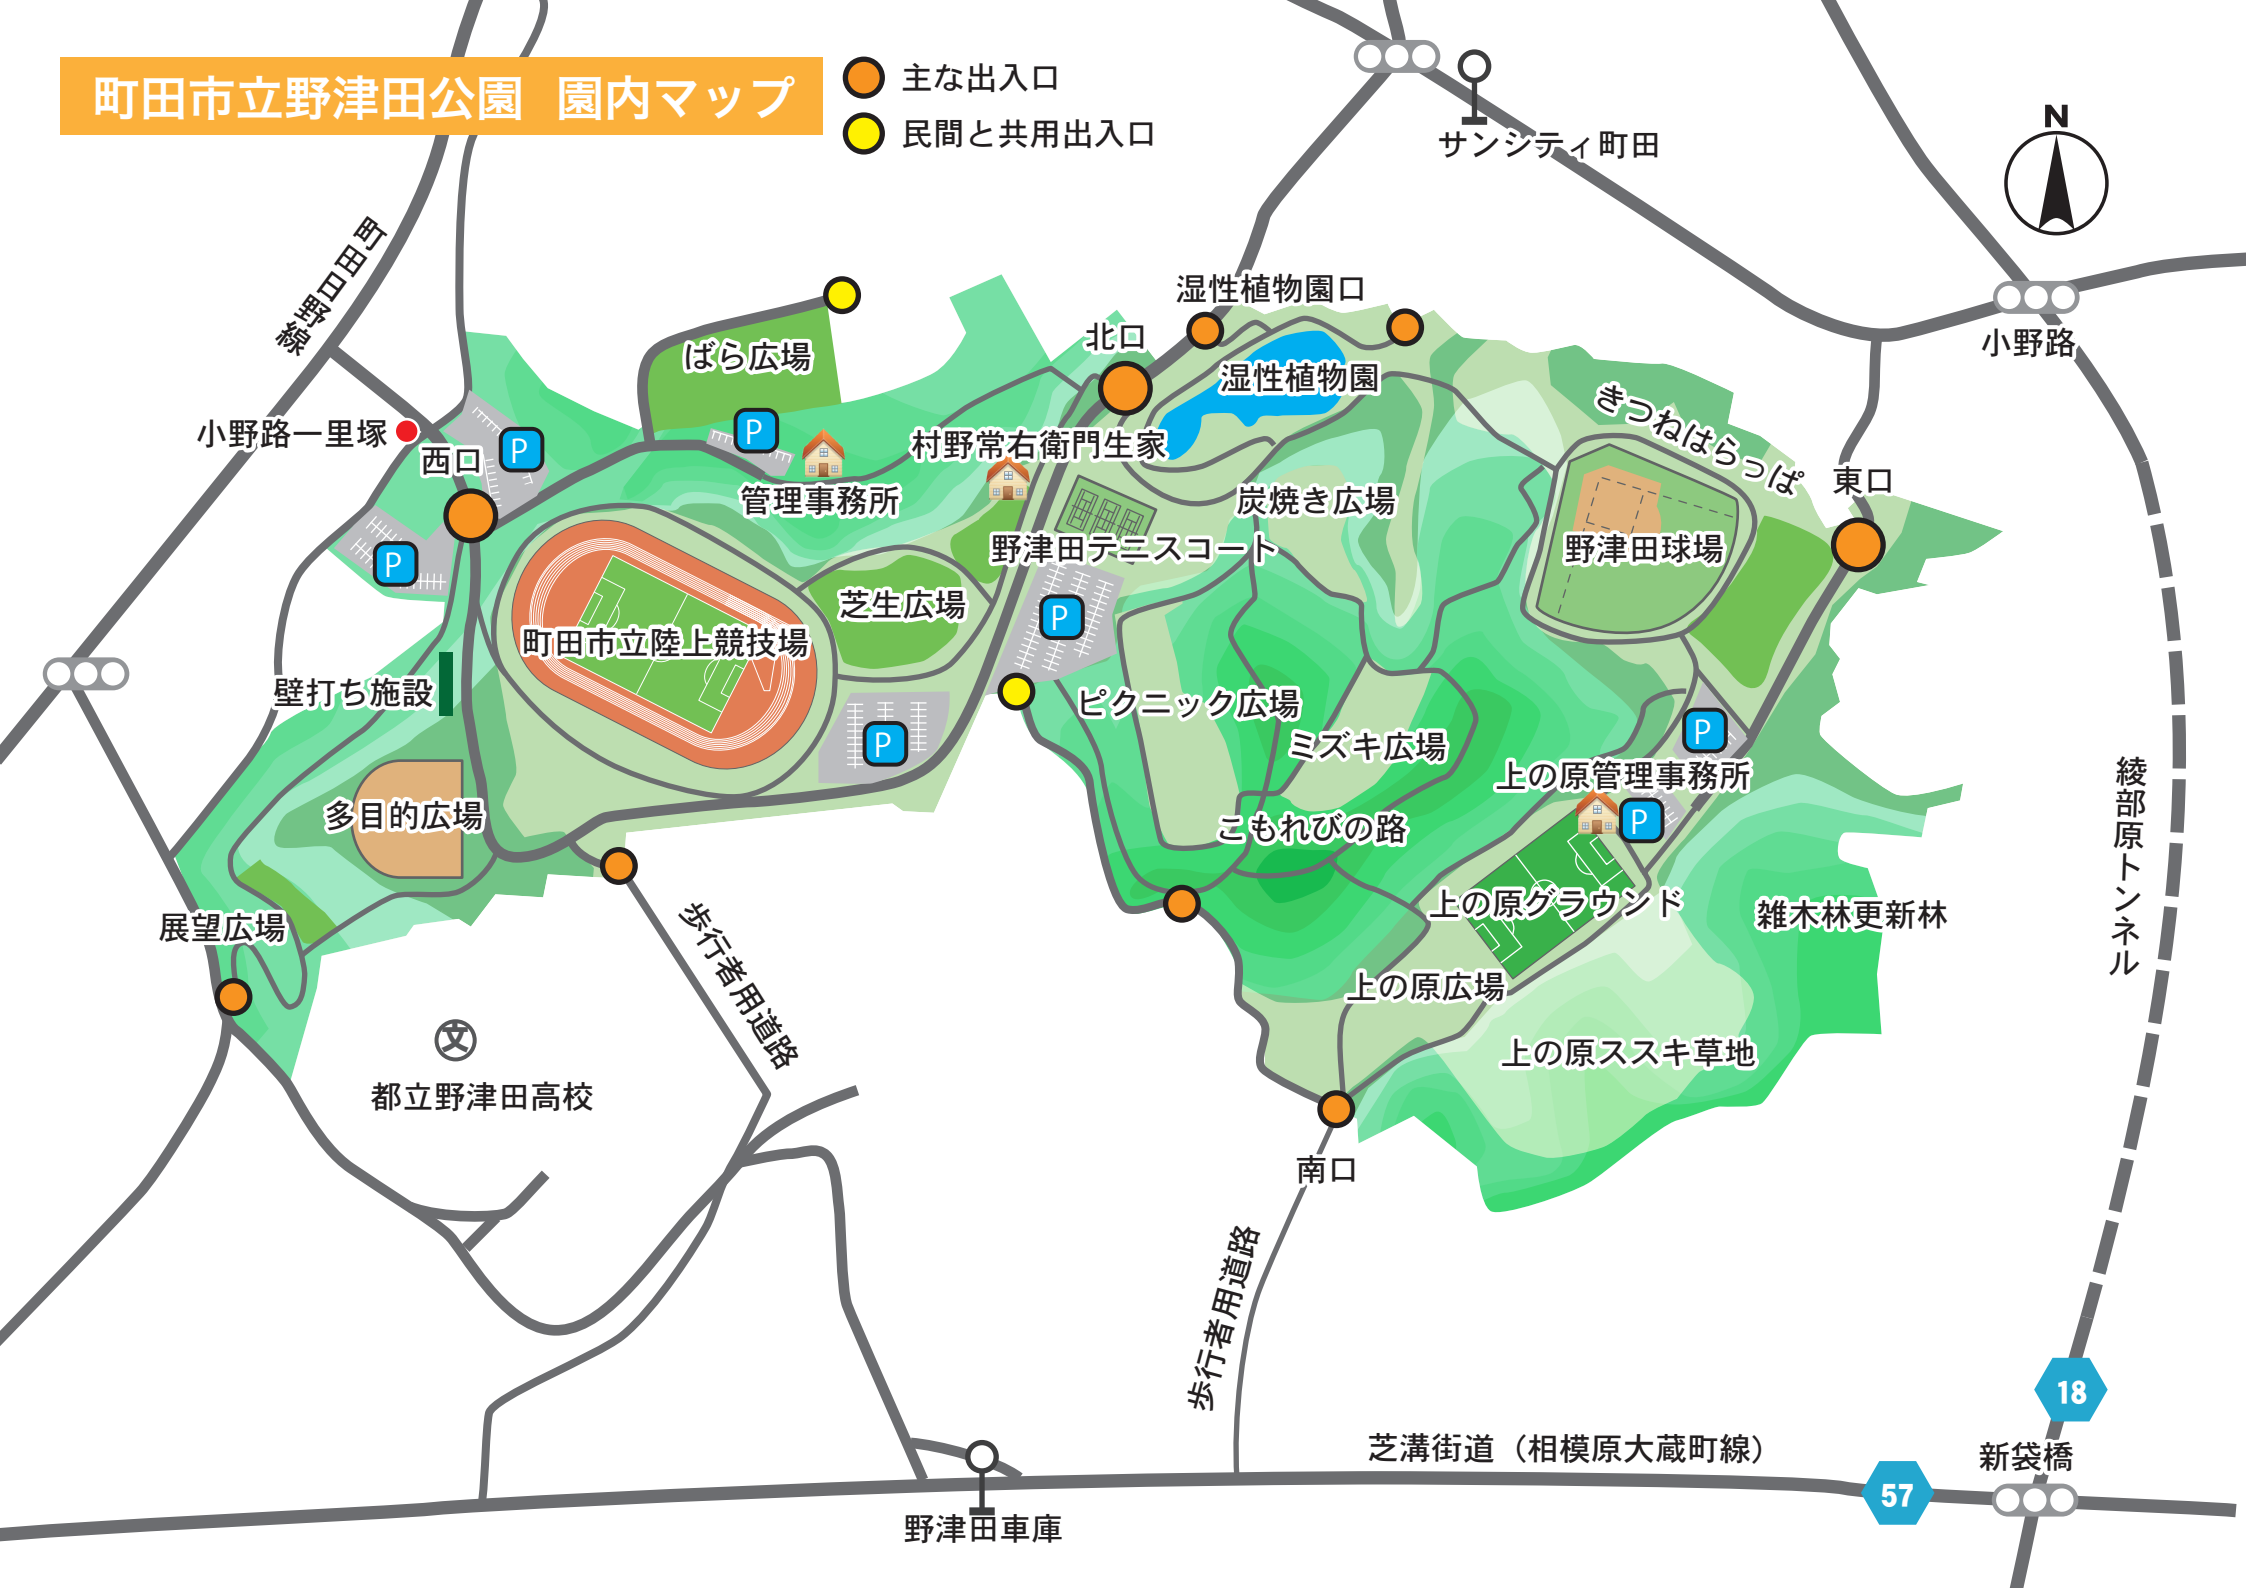 町田市立野津田公園 園内マップ
主な出入口
民間と共用出入口
サンシティ町田
N
町田日野線
湿性植物園口
北口
ばら広場
小野路
湿性植物園
きつねはらっぱ
小野路一里塚
西口
P
P
村野常右衛門生家
管理事務所
炭焼き広場
東口
P
野津田テニスコート
野津田球場
芝生広場
P
町田市立陸上競技場
壁打ち施設
ピクニック広場
P
ミズキ広場
P
上の原管理事務所
P
多目的広場
こもれびの路
綾部原トンネル
上の原グラウンド
雑木林更新林
展望広場
歩行者用道路
上の原広場
文
上の原ススキ草地
都立野津田高校
南口
歩行者用道路
18
芝溝街道（相模原大蔵町線）
新袋橋
57
野津田車庫